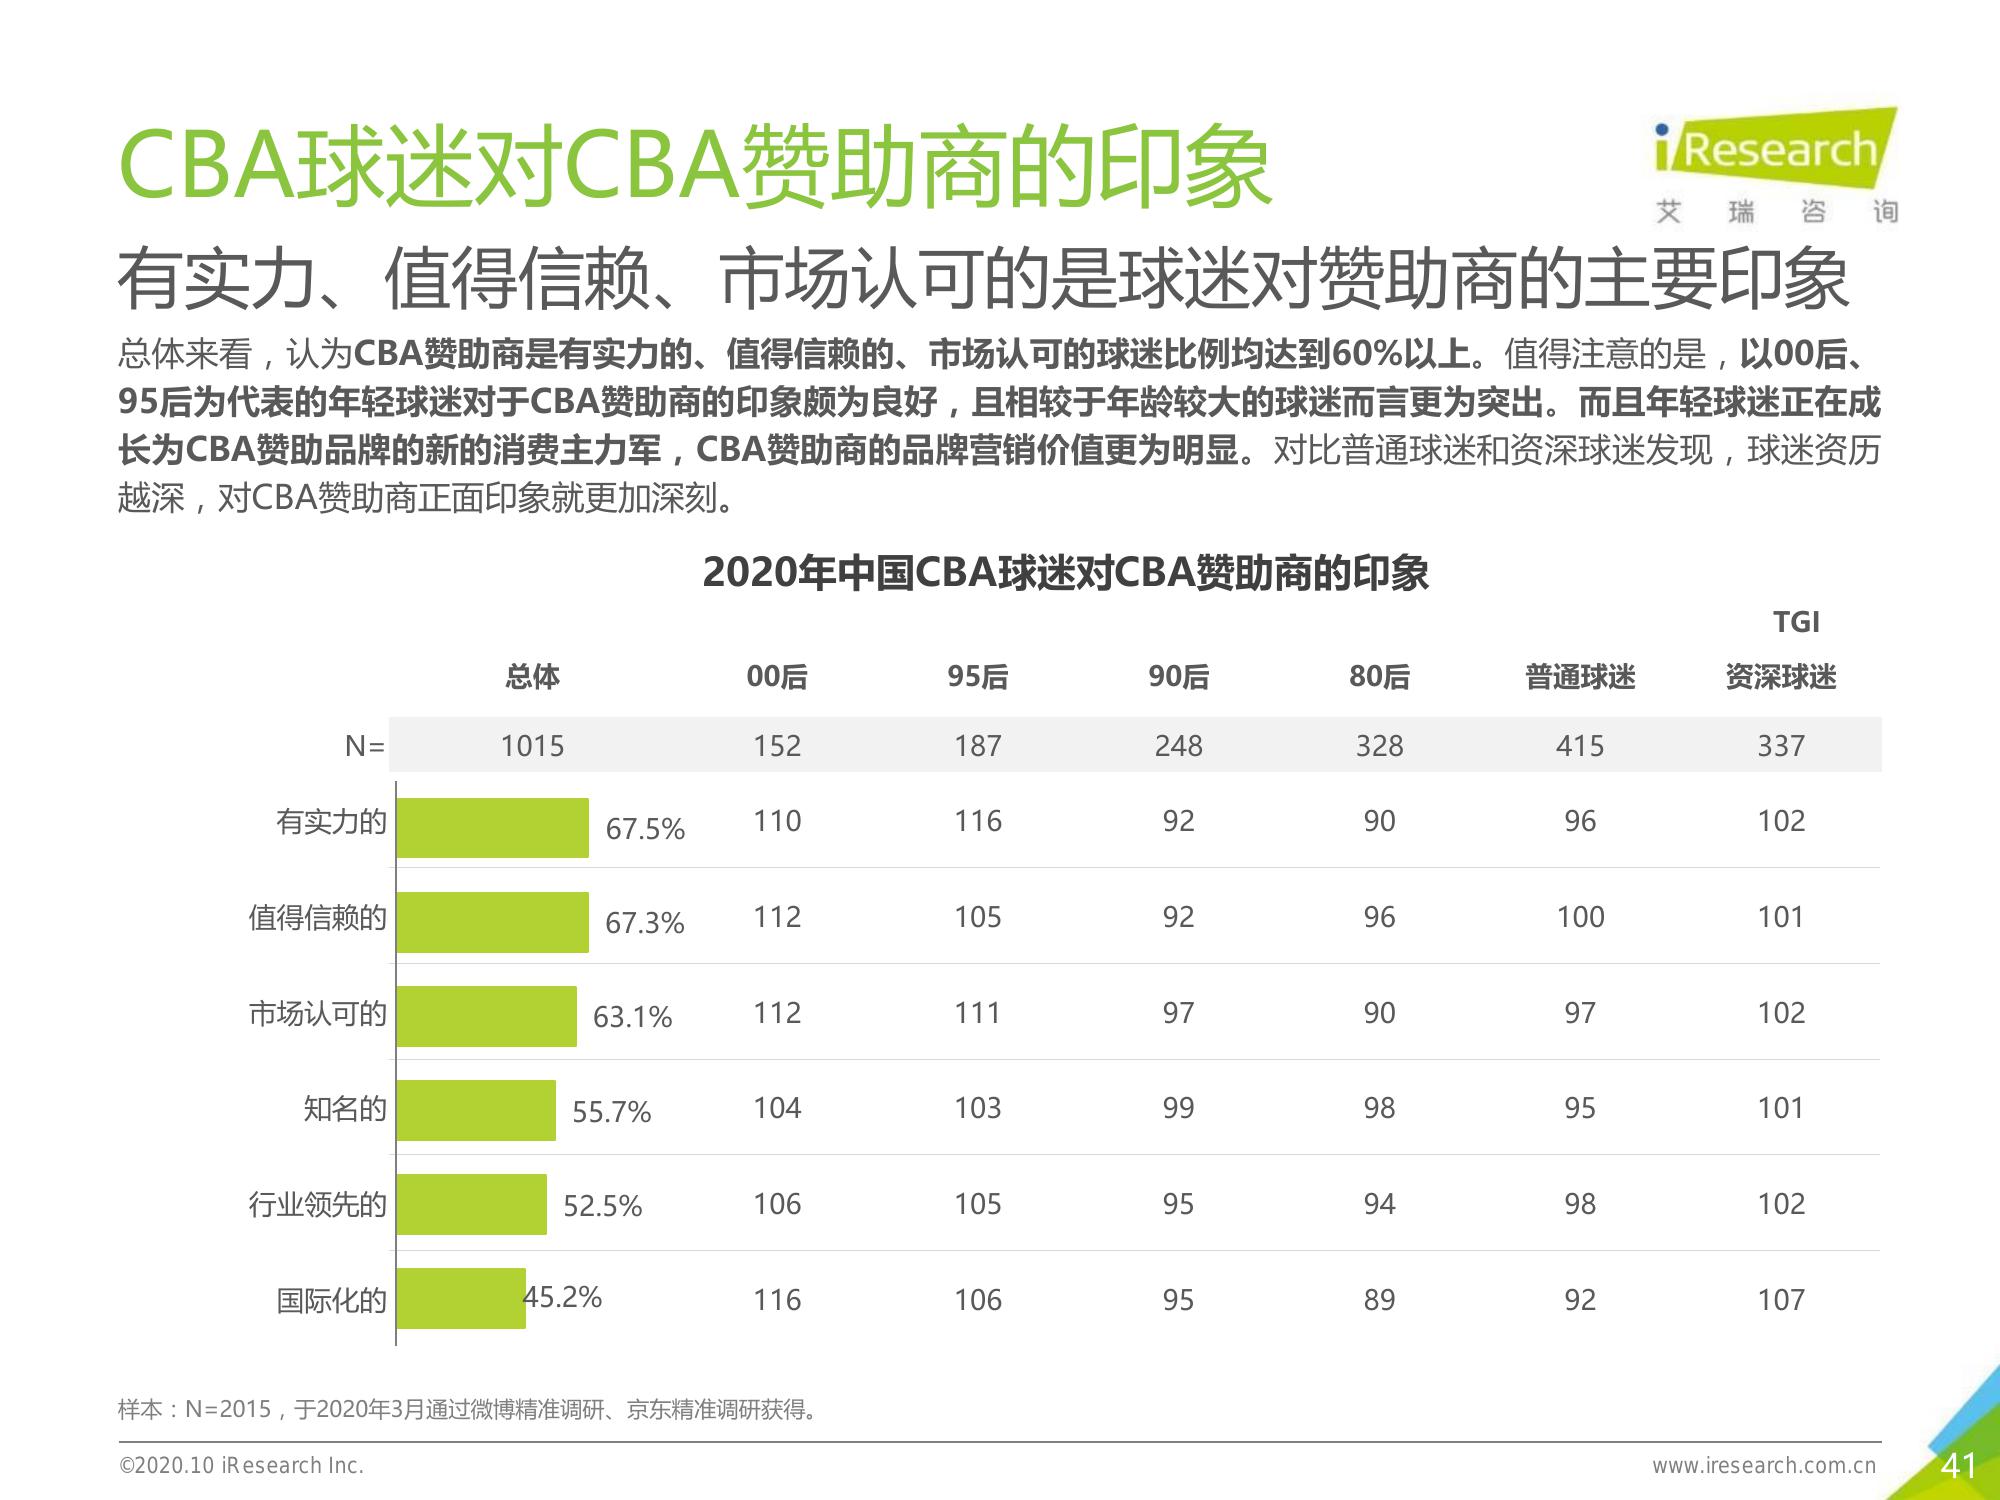 CBA球迷对CBA赞助商的印象
iResearch
艾瑞咨询
有实力、值得信赖、市场认可的是球迷对赞助商的主要印象
总体来看，认为CBA赞助商是有实力的、值得信赖的、市场认可的球迷比例均达到60%以上。值得注意的是，以00后、
95后为代表的年轻球迷对于CBA赞助商的印象颇为良好，且相较于年龄较大的球迷而言更为突出。而且年轻球迷正在成
长为CBA赞助品牌的新的消费主力军，CBA赞助商的品牌营销价值更为明显。对比普通球迷和资深球迷发现，球迷资历
越深，对CBA赞助商正面印象就更加深刻。
2020年中国CBA球迷对CBA赞助商的印象
TGI
总体 00后 95后 90后 80后 普通球迷 资深球迷
N= 1015 152 187 248 328 415 337
有实力的 67.5% 110 116 92 90 96 102
值得信赖的 67.3% 112 105 92 96 100 101
市场认可的 63.1% 112 111 97 90 97 102
知名的 55.7% 104 103 99 98 95 101
行业领先的 52.5% 106 105 95 94 98 102
国际化的 45.2% 116 106 95 89 92 107
样本：N=2015，于2020年3月通过微博精准调研、京东精准调研获得。
©2020.10 iResearch Inc. www.iresearch.com.cn 41